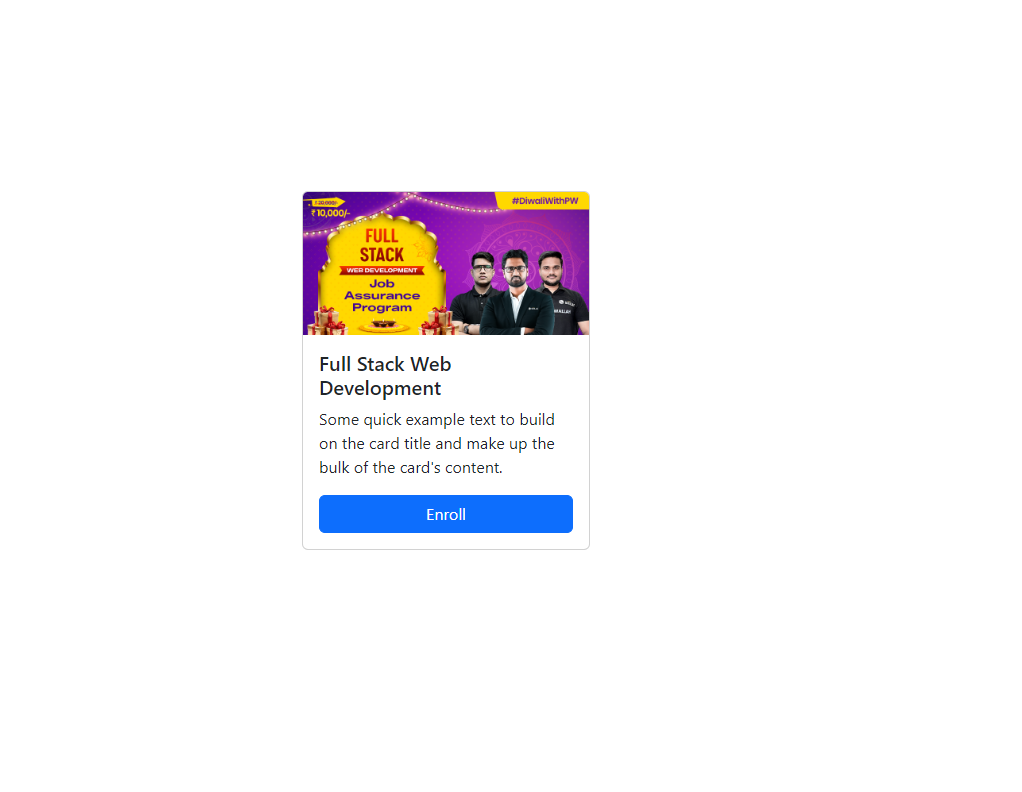 ₹ 20,000/-
#DiwaliWithPW
₹ 10,000/-
FULL
STACK
WEB DEVELOPMENT
Job
Assurance
Program
Full Stack Web
Development
Some quick example text to build
on the card title and make up the
bulk of the card's content.
Enroll